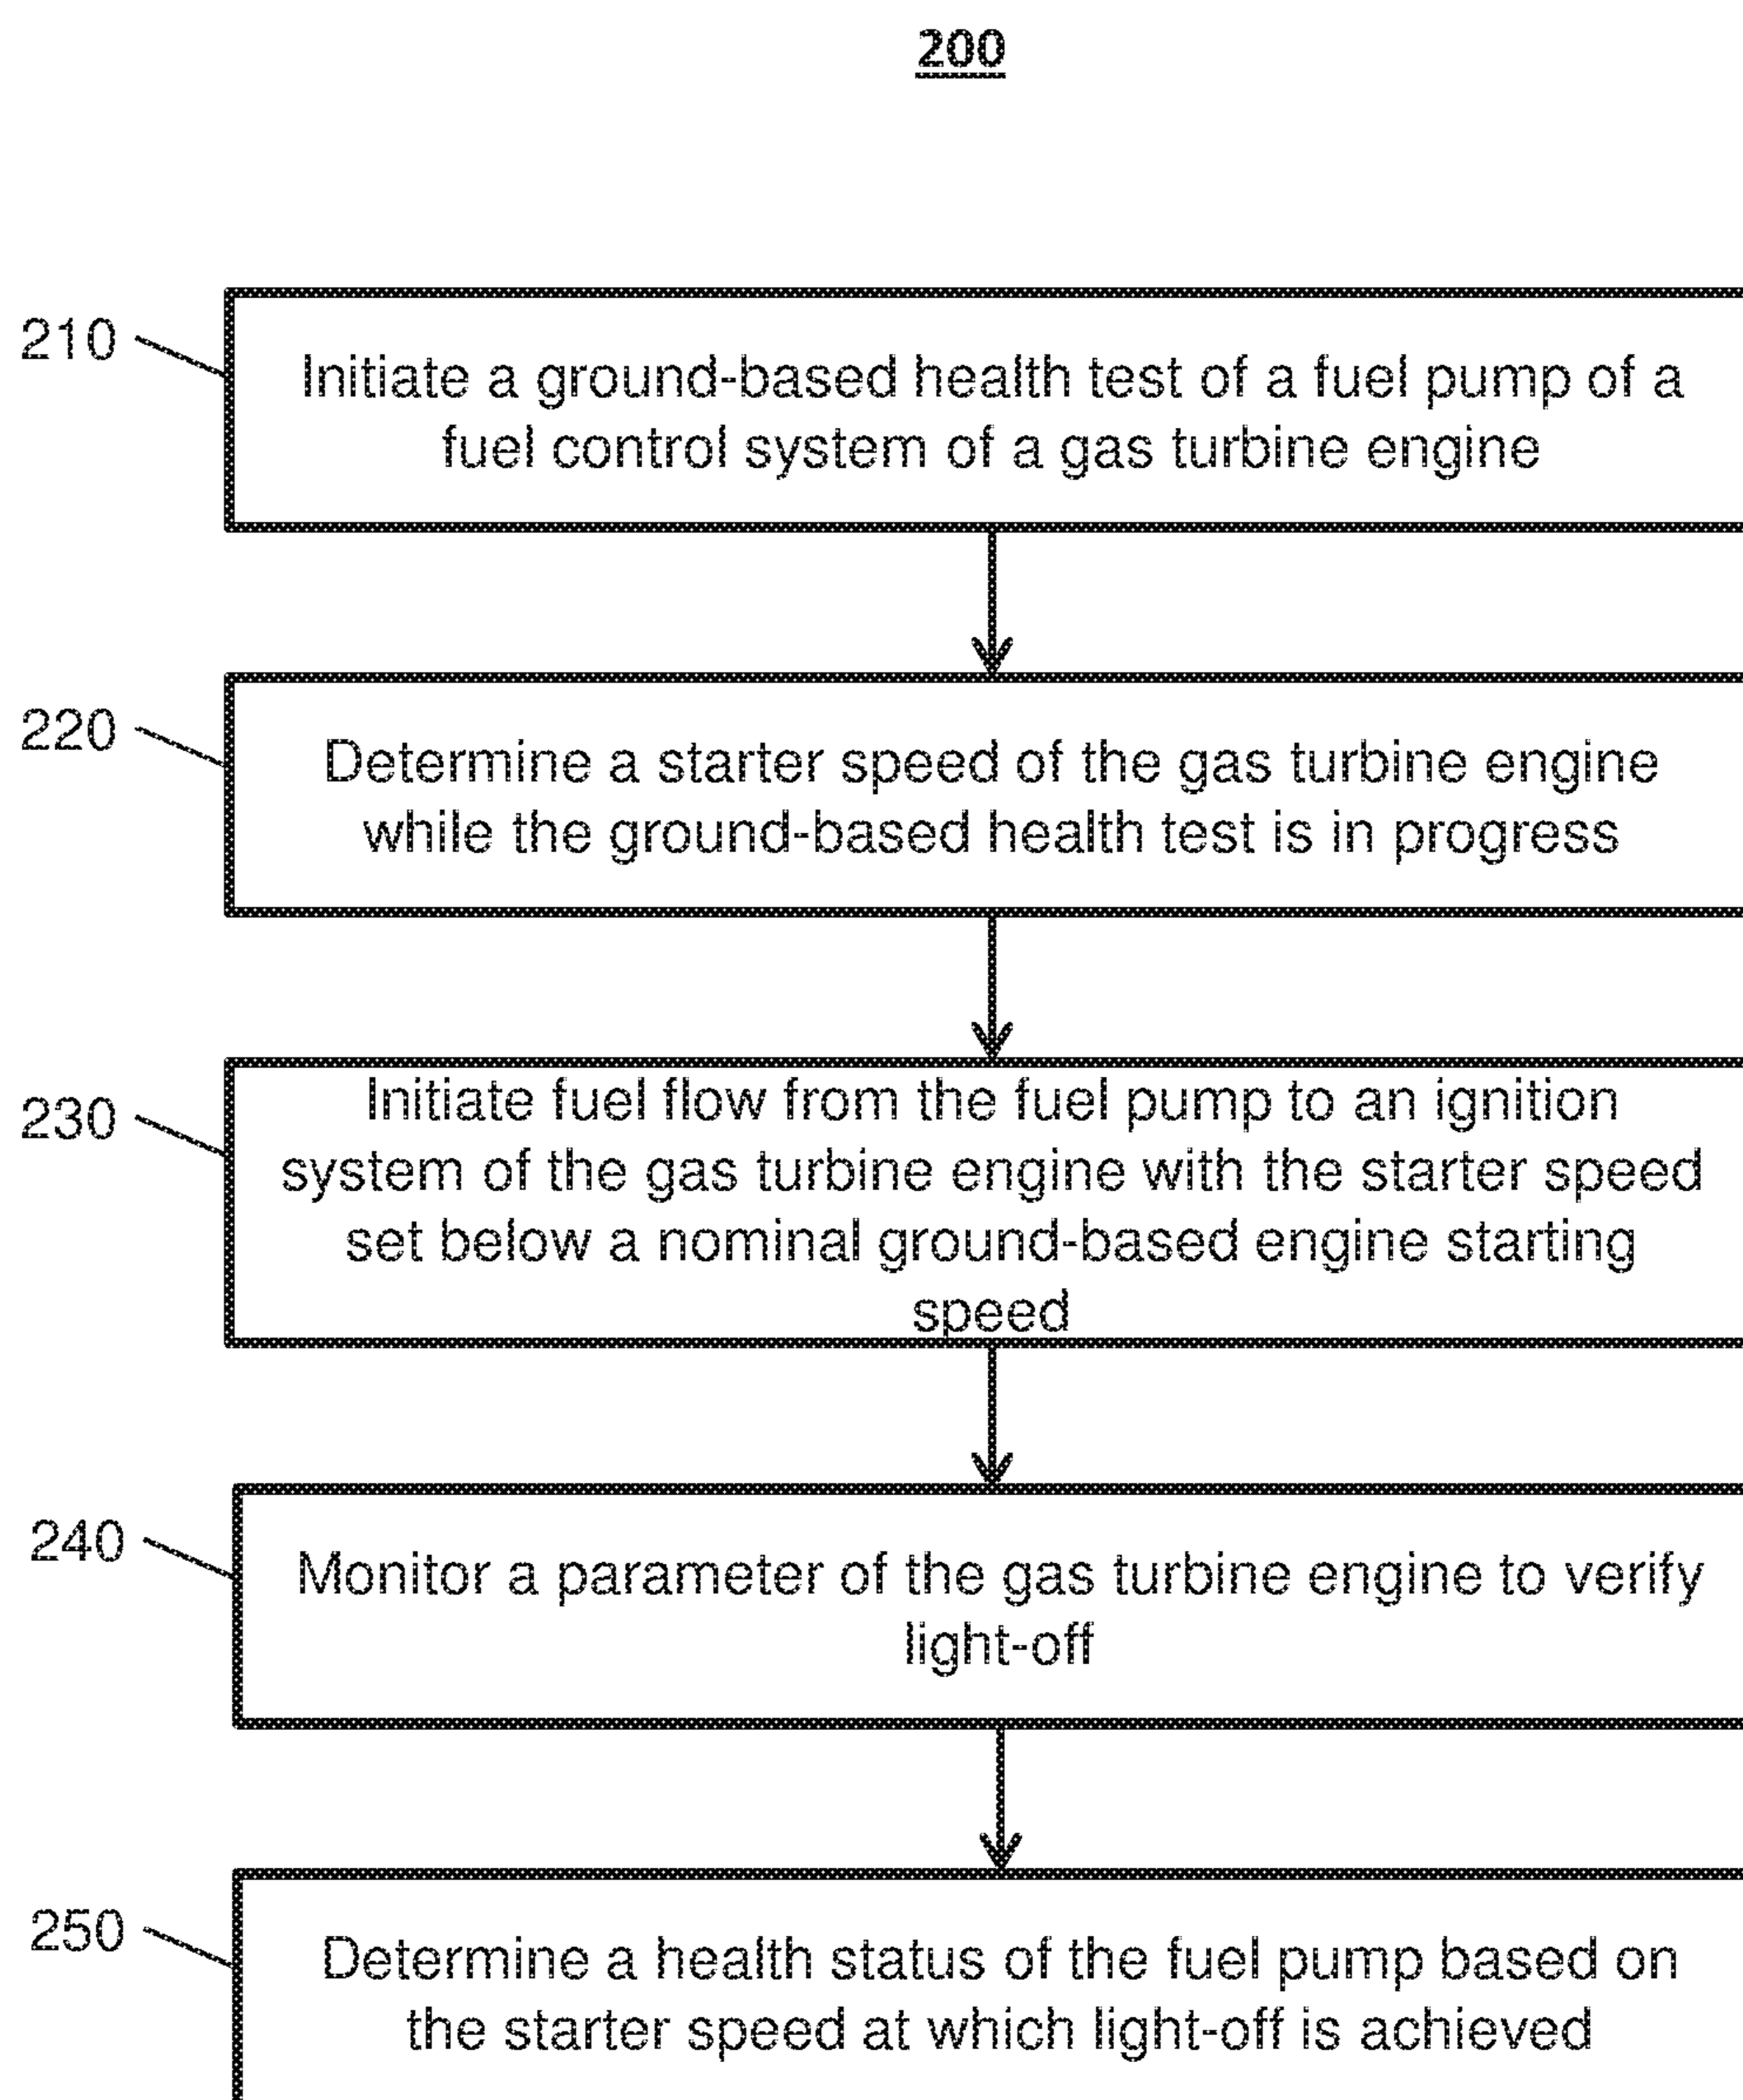 200
210
Initiate a ground-based health test of a fuel pump of a
fuel control system of a gas turbine engine
220
Determine a starter speed of the gas turbine engine
while the ground-based health test is in progress
230
Initiate fuel flow from the fuel pump to an ignition
system of the gas turbine engine with the starter speed
set below a nominal ground-based engine starting
speed
240
Monitor a parameter of the gas turbine engine to verify
light-off
250
Determine a health status of the fuel pump based on
the starter speed at which light-off is achieved